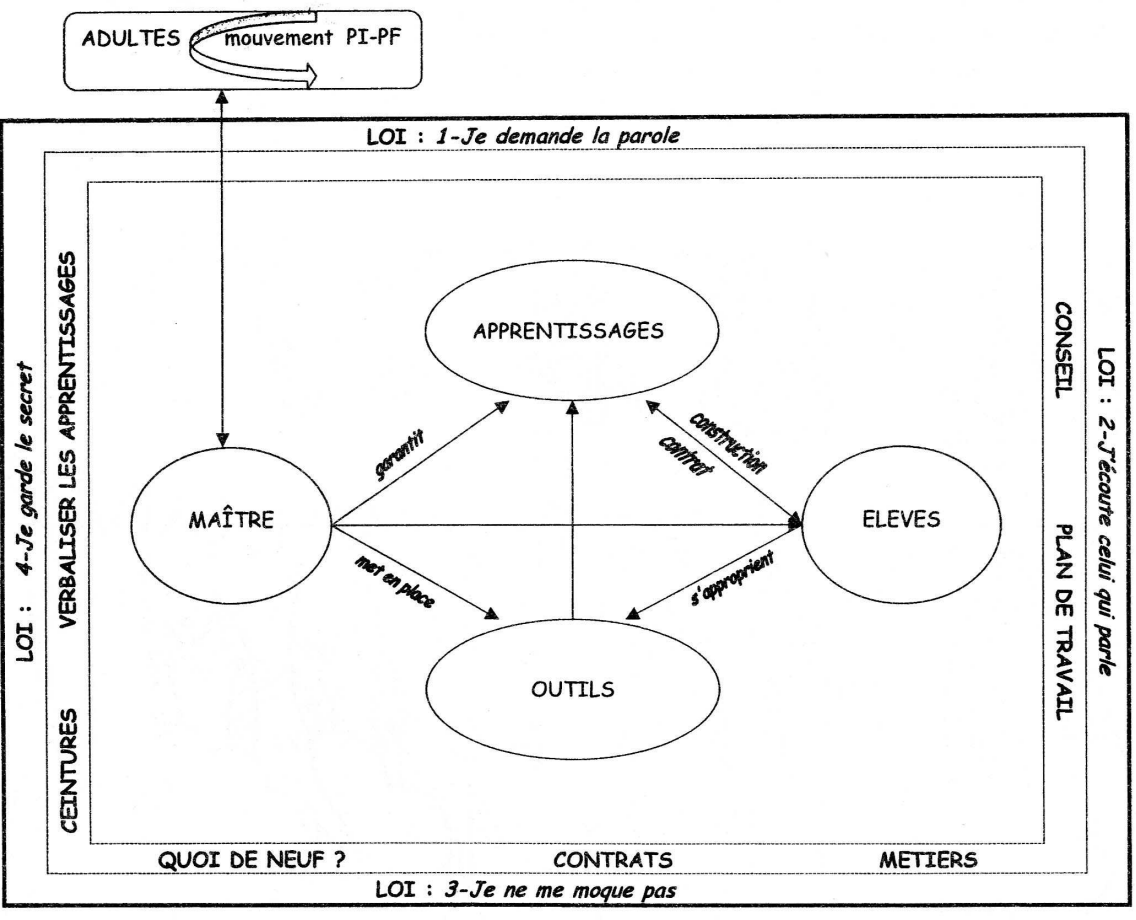 ADULTES mouvement PI-PF
LOI : 1-Je demande la parole
LOI : 4-Je garde le secret
VERBALISER LES APPRENTISSAGES
CEINTURES
APPRENTISSAGES
CONSEIL
PLAN DE TRAVAIL
LOI : 2-J'écoute celui qui parle
garantit
construction
contrat
MAÎTRE
ELEVES
met en place
s'approprient
OUTILS
QUOI DE NEUF ? CONTRATS METIERS
LOI : 3-Je ne me moque pas